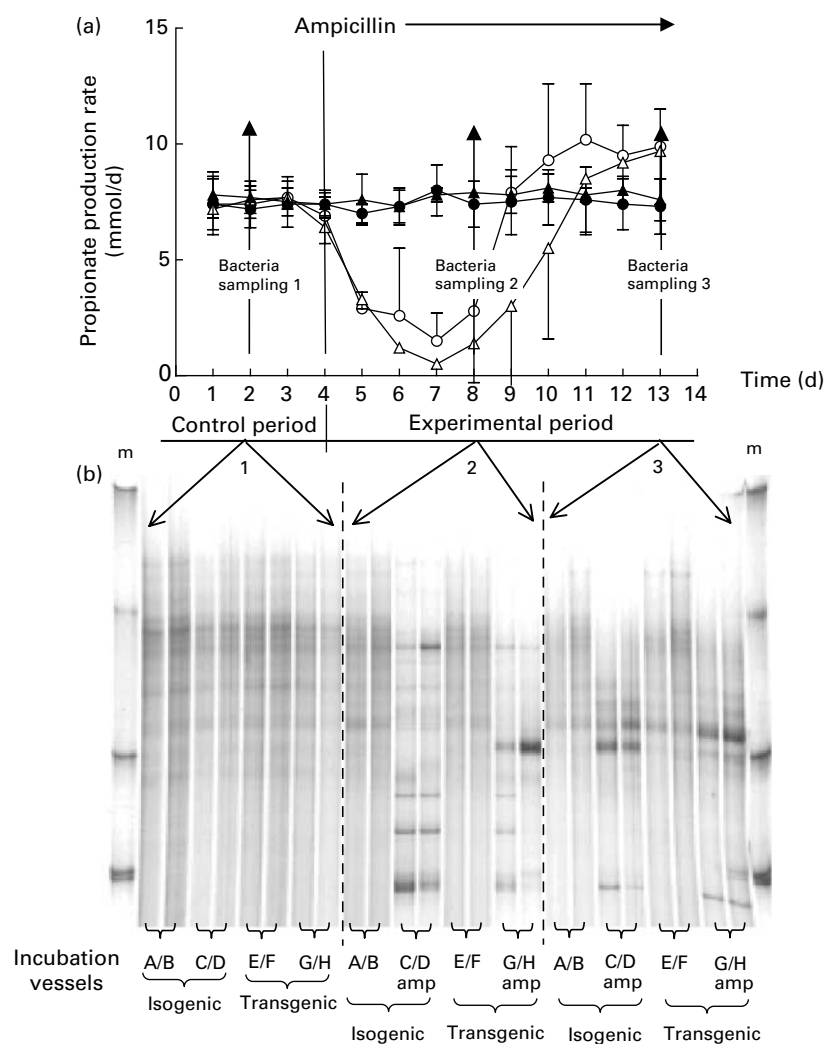 (a)
Ampicillin
15
10
5
0
Propionate production rate
(mmol/d)
Bacteria
sampling 1
Bacteria
sampling 2
Bacteria
sampling 3
0 1 2 3 4 5 6 7 8 9 10 11 12 13 14
Time (d)
Control period
Experimental period
(b)
m
1
2
3
m
Incubation
vessels
A/B C/D E/F G/H A/B C/D amp E/F G/H amp A/B C/D amp E/F G/H amp
Isogenic Transgenic Isogenic Transgenic Isogenic Transgenic